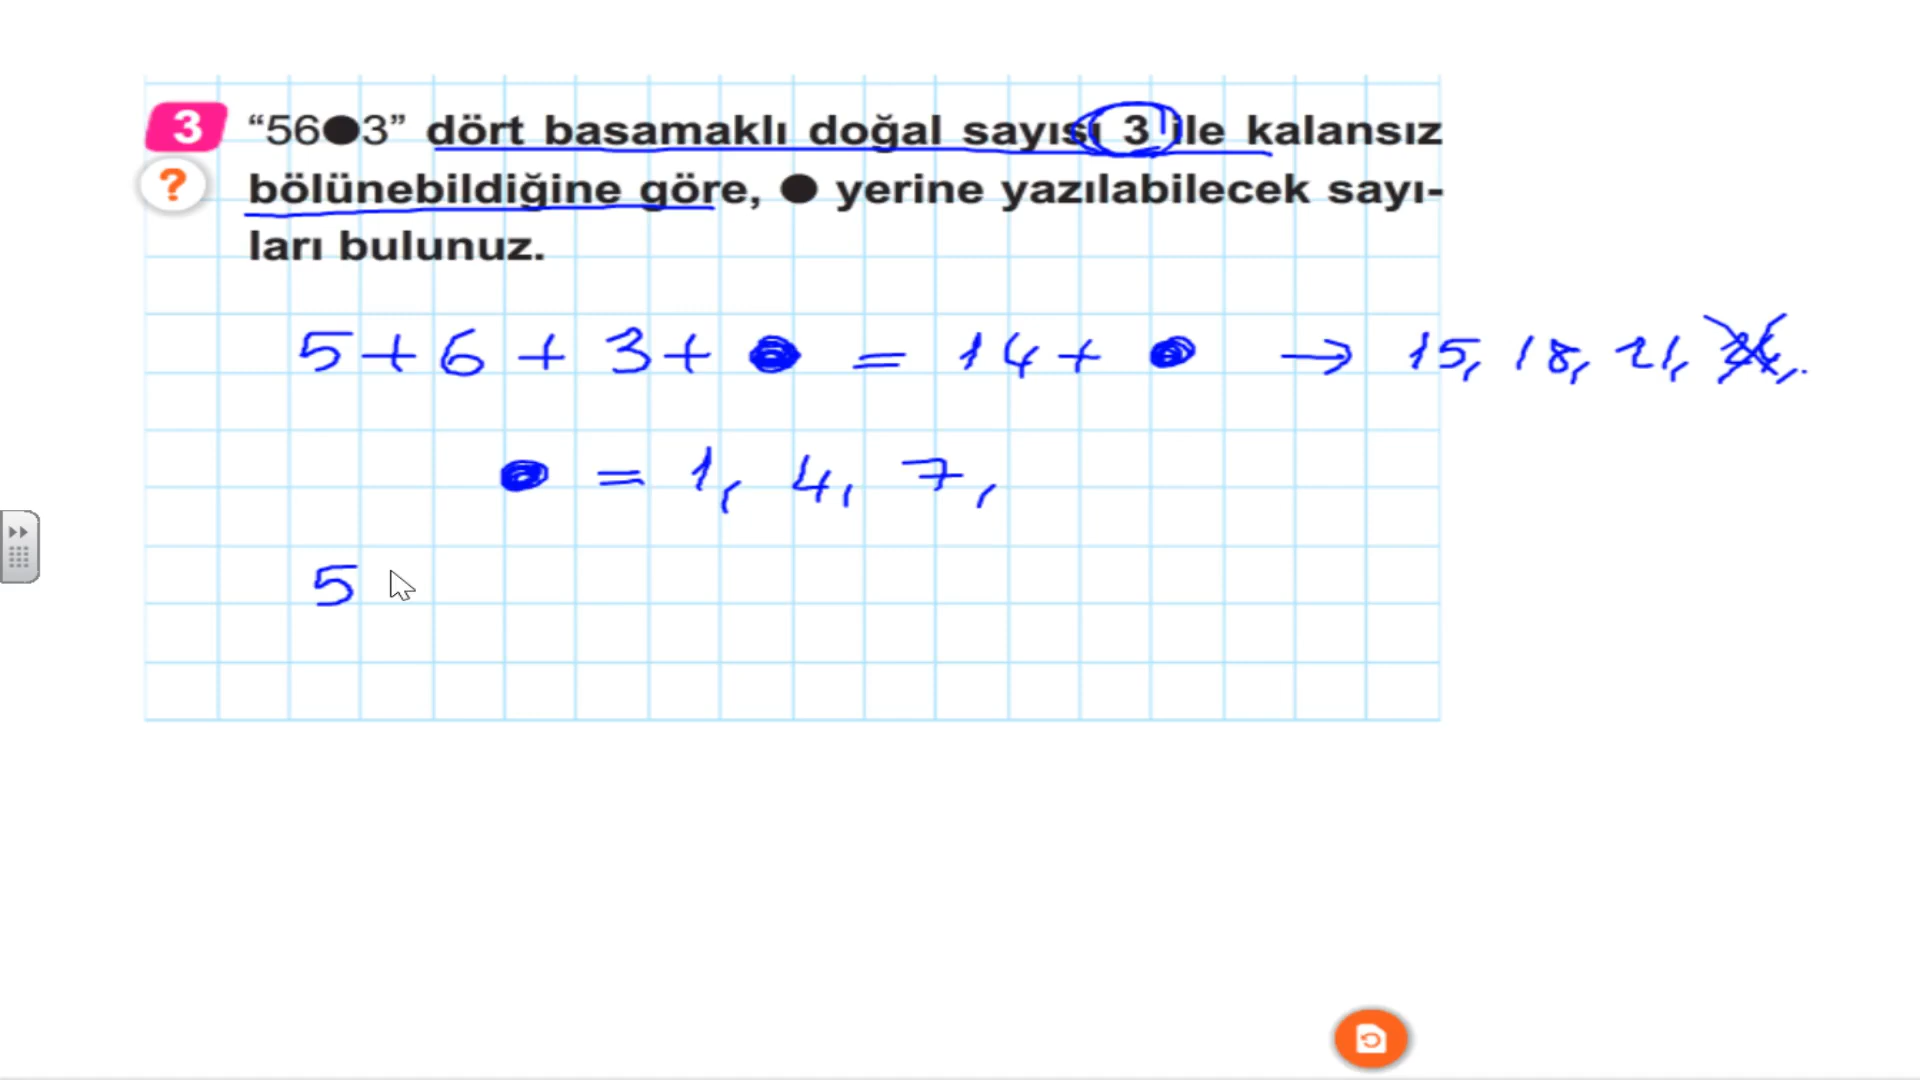 3 "56●3" dört basamaklı doğal sayısı 3 ile kalansız
? bölünebildiğine göre, ● yerine yazılabilecek sayı-
ları bulunuz.
5 + 6 + 3 + ● = 14 + ● → 15, 18, 21, 24,.
● = 1, 4, 7,
5